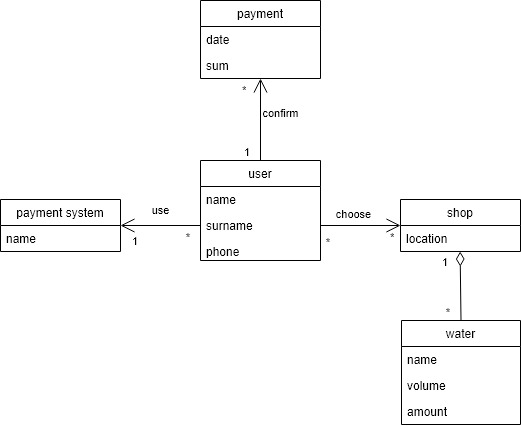 payment
date
sum
*
confirm
1
user
name
surname
phone
payment system
name
use
1
*
choose
*
*
shop
location
1
*
water
name
volume
amount